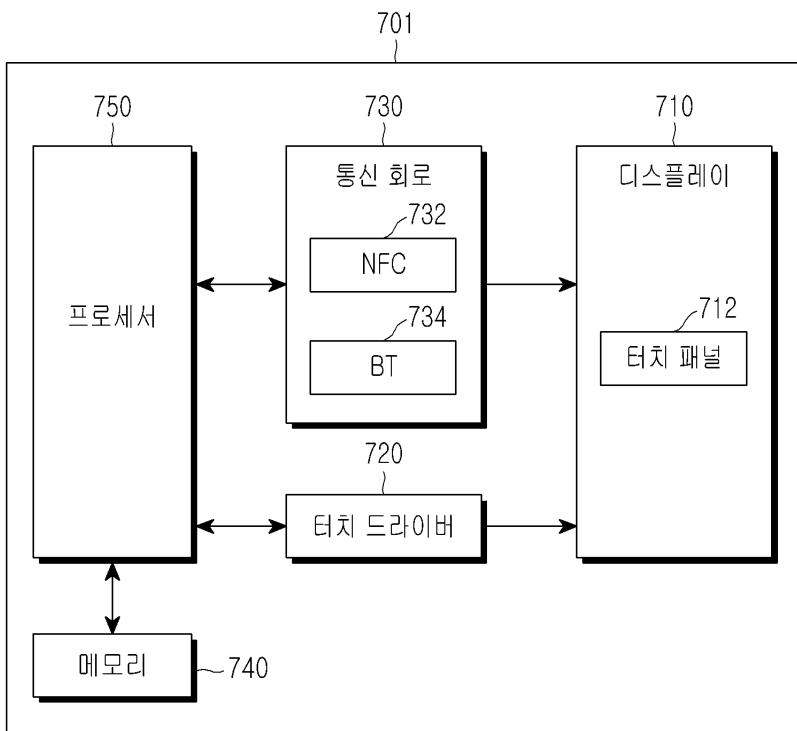 701
750
프로세서
730
통신 회로
732
NFC
734
BT
710
디스플레이
712
터치 패널
720
터치 드라이버
메모리
740